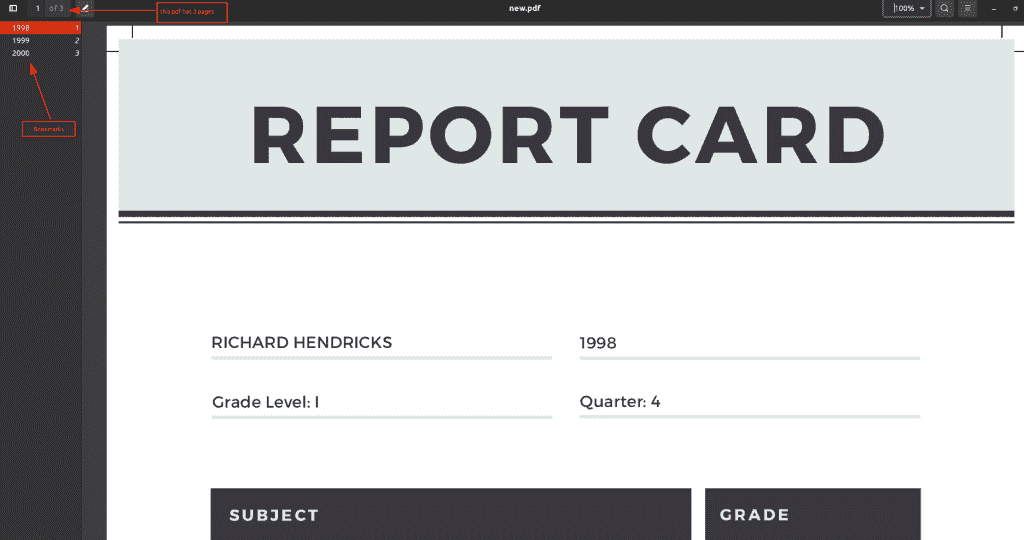 1 of 3
this pdf has 3 pages
new.pdf
100%
1998 1
1999 2
2000 3
Bookmarks
REPORT CARD
RICHARD HENDRICKS 1998
Grade Level: I Quarter: 4
SUBJECT GRADE